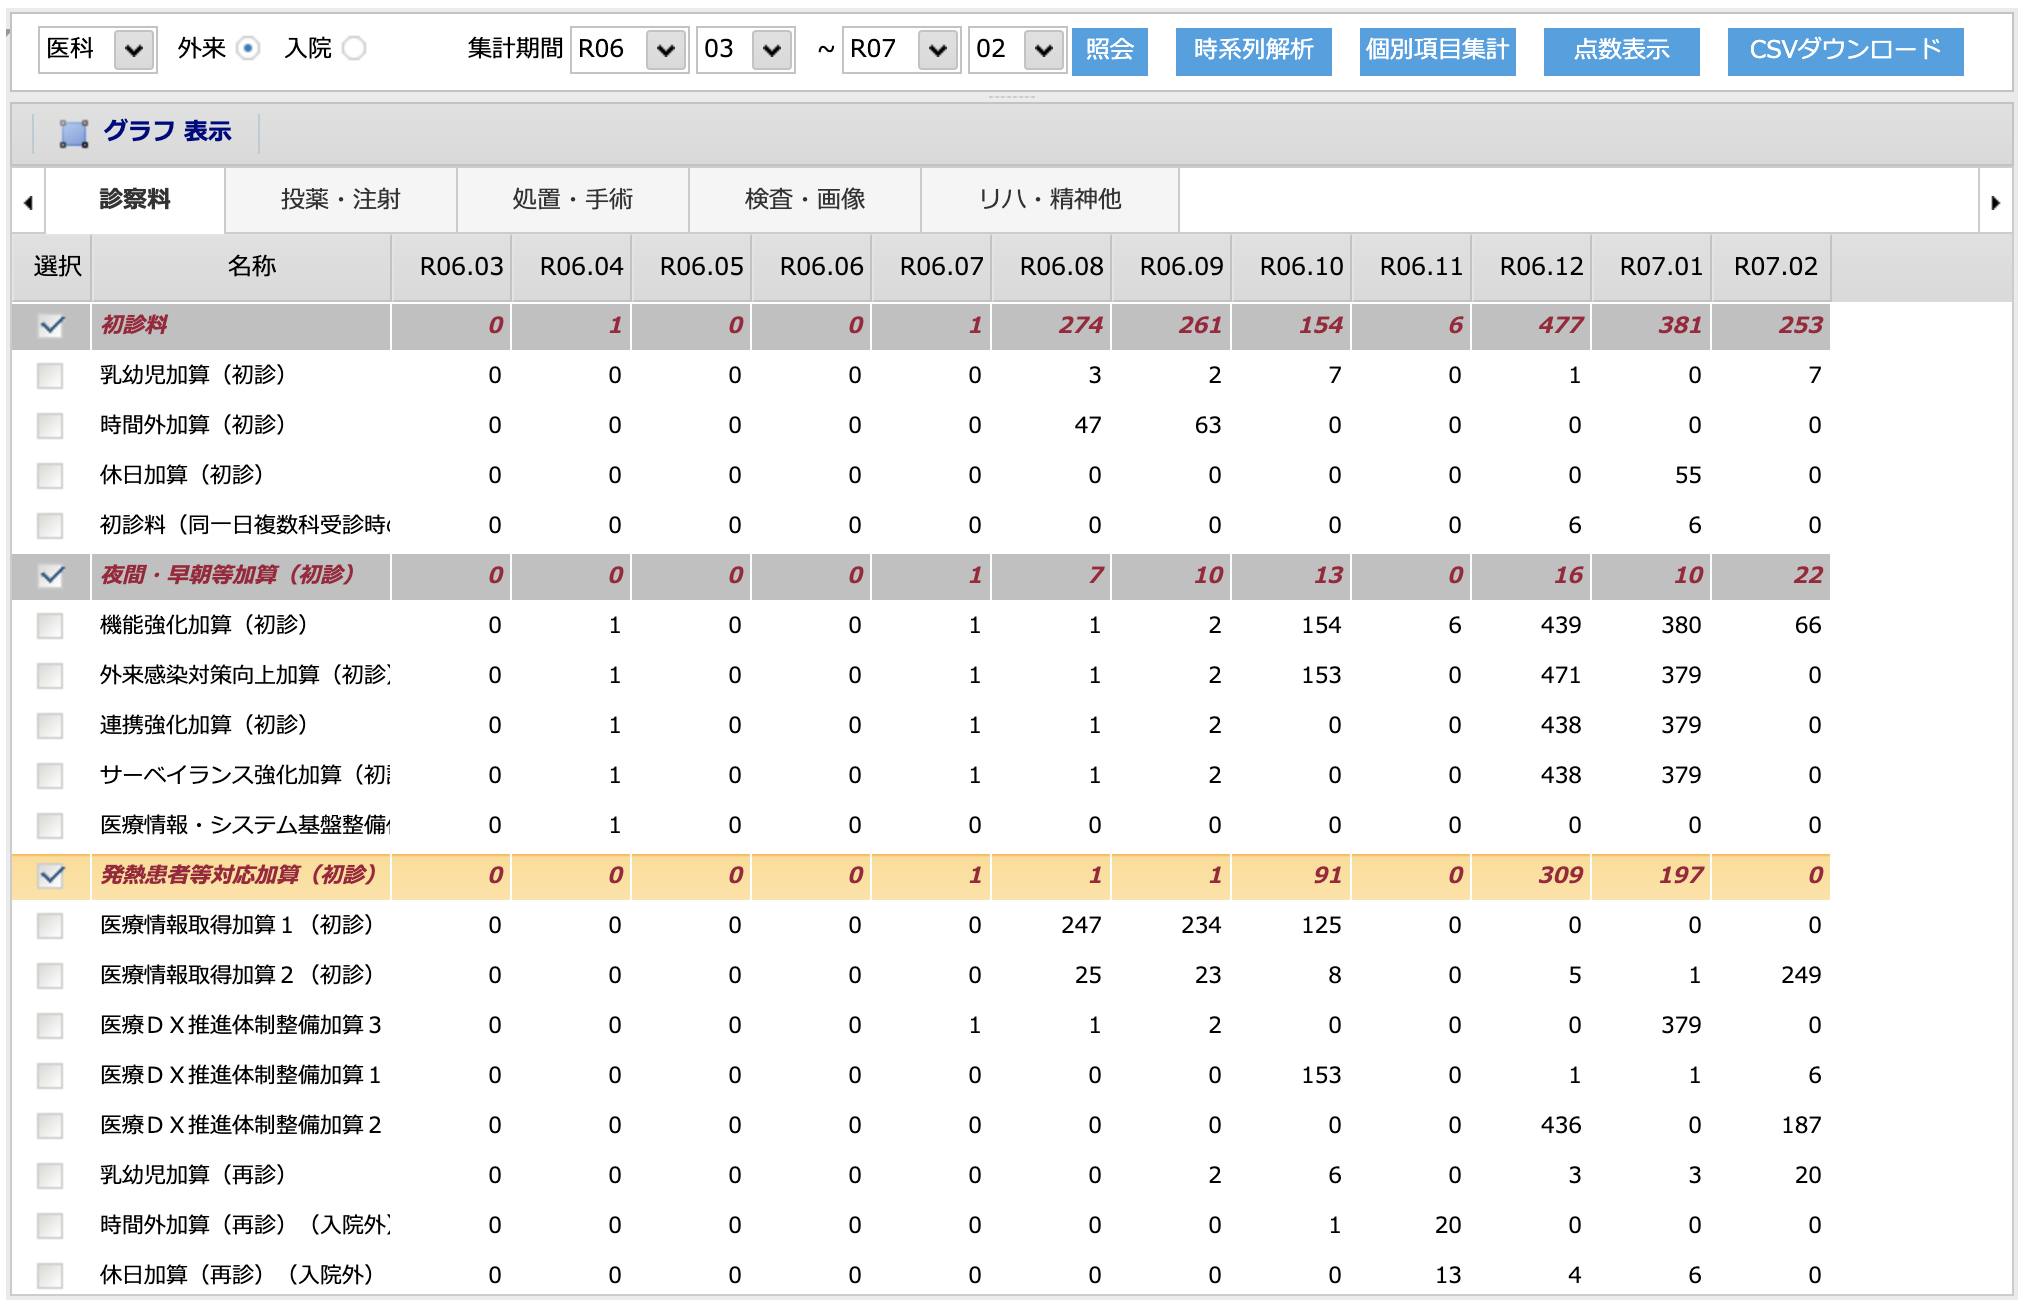 医科 外来 入院 集計期間 R06 03 ~ R07 02 照会 時系列解析 個別項目集計 点数表示 CSVダウンロード
グラフ 表示
診察料 投薬・注射 処置・手術 検査・画像 リハ・精神他
選択 名称 R06.03 R06.04 R06.05 R06.06 R06.07 R06.08 R06.09 R06.10 R06.11 R06.12 R07.01 R07.02
初診料 0 1 0 0 1 274 261 154 6 477 381 253
乳幼児加算（初診） 0 0 0 0 0 3 2 7 0 1 0 7
時間外加算（初診） 0 0 0 0 0 47 63 0 0 0 0 0
休日加算（初診） 0 0 0 0 0 0 0 0 0 0 55 0
初診料（同一日複数科受診時の 0 0 0 0 0 0 0 0 0 6 6 0
夜間・早朝等加算（初診） 0 0 0 0 1 7 10 13 0 16 10 22
機能強化加算（初診） 0 1 0 0 1 1 2 154 6 439 380 66
外来感染対策向上加算（初診） 0 1 0 0 1 1 2 153 0 471 379 0
連携強化加算（初診） 0 1 0 0 1 1 2 0 0 438 379 0
サーベイランス強化加算（初診 0 1 0 0 1 1 2 0 0 438 379 0
医療情報・システム基盤整備体 0 1 0 0 0 0 0 0 0 0 0 0
発熱患者等対応加算（初診） 0 0 0 0 1 1 1 91 0 309 197 0
医療情報取得加算１（初診） 0 0 0 0 0 247 234 125 0 0 0 0
医療情報取得加算２（初診） 0 0 0 0 0 25 23 8 0 5 1 249
医療ＤＸ推進体制整備加算３ 0 0 0 0 1 1 2 0 0 0 379 0
医療ＤＸ推進体制整備加算１ 0 0 0 0 0 0 0 153 0 1 1 6
医療ＤＸ推進体制整備加算２ 0 0 0 0 0 0 0 0 0 436 0 187
乳幼児加算（再診） 0 0 0 0 0 0 2 6 0 3 3 20
時間外加算（再診）（入院外） 0 0 0 0 0 0 0 1 20 0 0 0
休日加算（再診）（入院外） 0 0 0 0 0 0 0 0 13 4 6 0